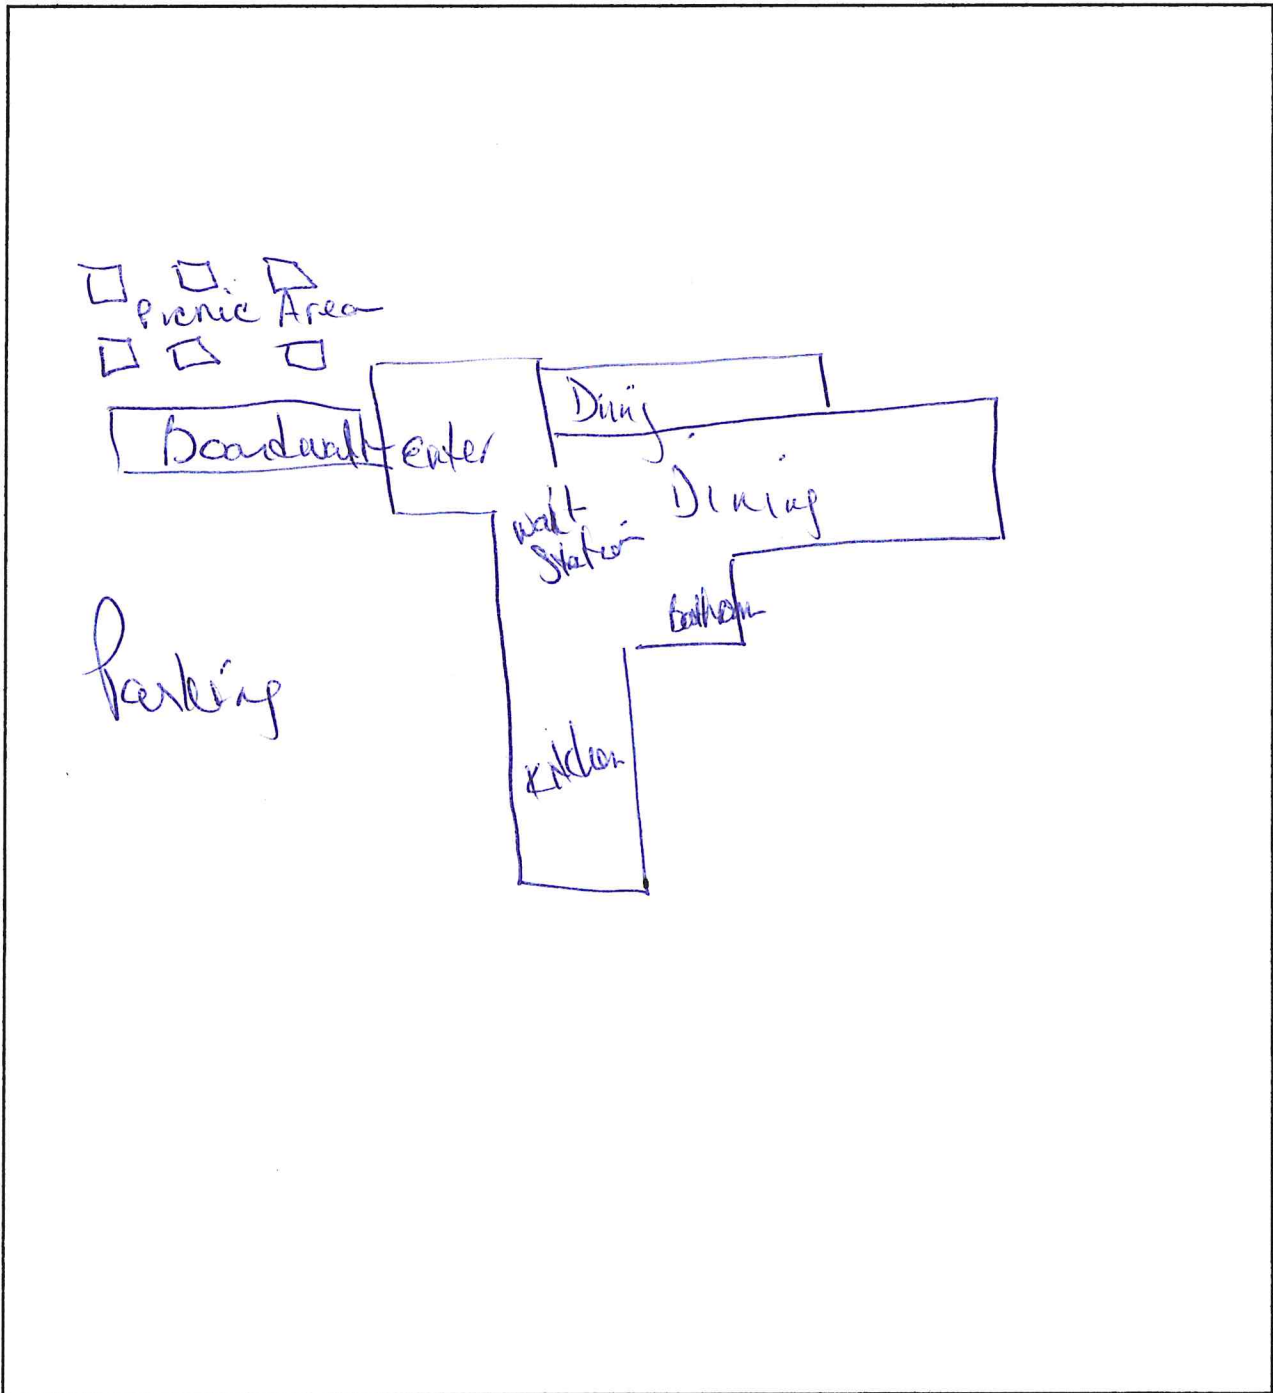 Picnic Area
Dining
Boardwalk
Enter
Dining
Wait
Station
Bathroom
Parking
Kitchen